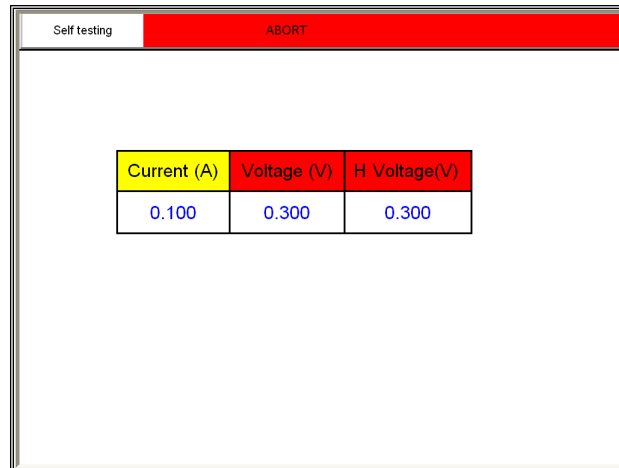 Self testing ABORT
Current (A) Voltage (V) H Voltage(V)
0.100 0.300 0.300